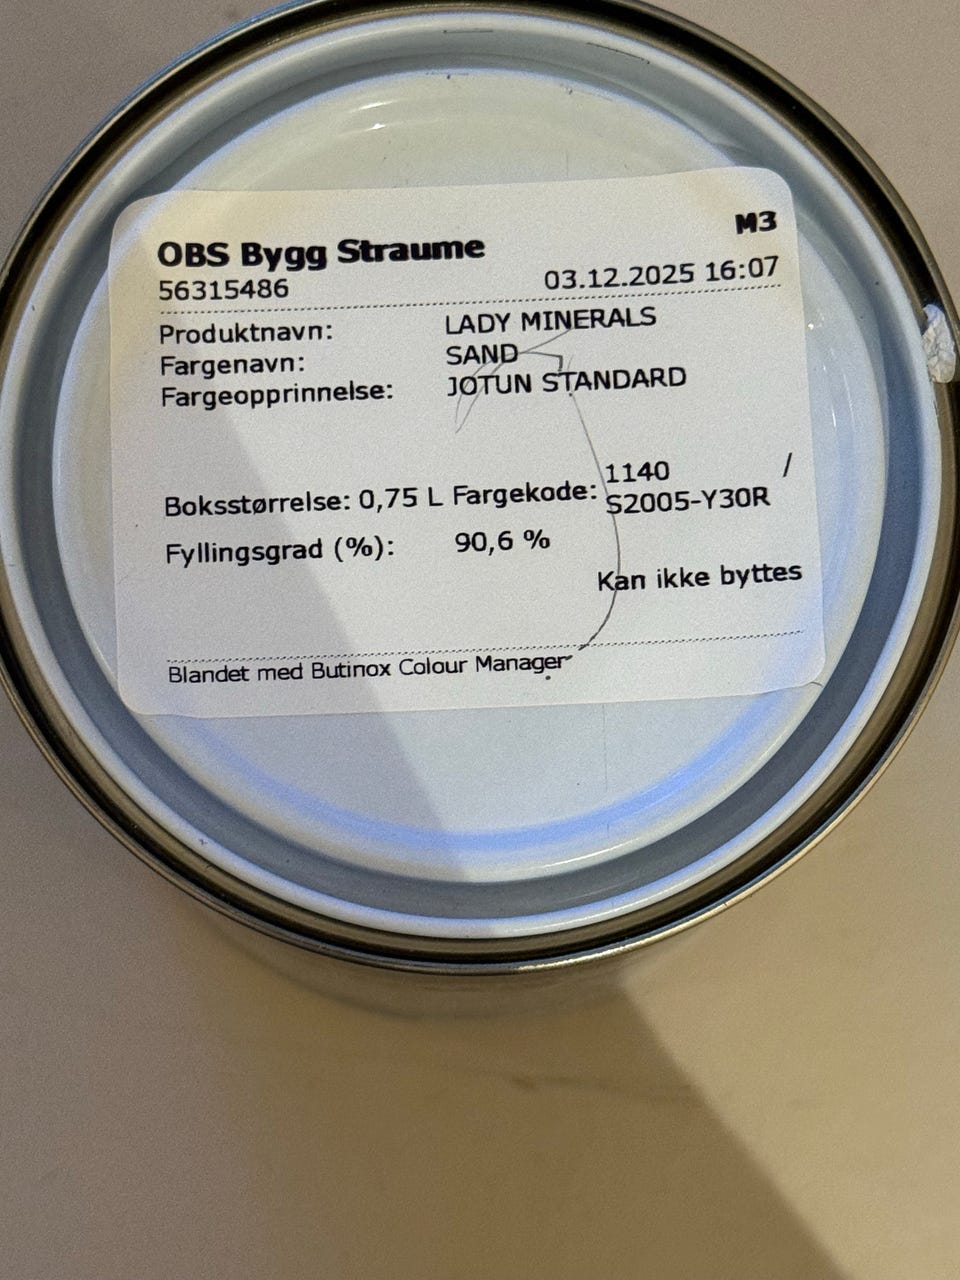 M3
OBS Bygg Straume
56315486 03.12.2025 16:07
Produktnavn: LADY MINERALS
Fargenavn: SAND
Fargeopprinnelse: JOTUN STANDARD
Boksstørrelse: 0,75 L Fargekode: 1140 /
S2005-Y30R
Fyllingsgrad (%): 90,6 %
Kan ikke byttes
Blandet med Butinox Colour Manager